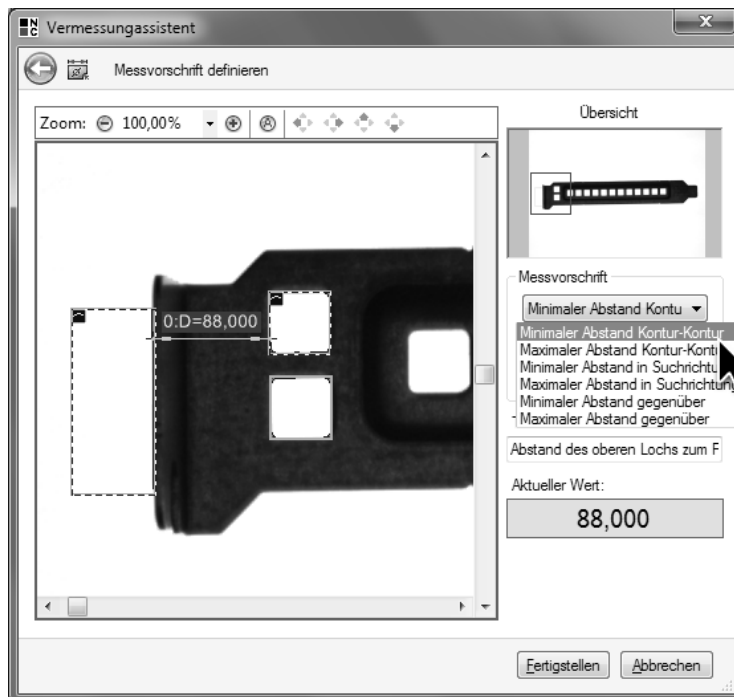 N
C
Vermessungassistent
x
Messvorschrift definieren
Zoom: 100,00%
Übersicht
0:D=88,000
Messvorschrift
Minimaler Abstand Kontu
Minimaler Abstand Kontur-Kontur
Maximaler Abstand Kontur-Kontu
Minimaler Abstand in Suchrichtu
Maximaler Abstand in Suchrichtung
Minimaler Abstand gegenüber
Maximaler Abstand gegenüber
Abstand des oberen Lochs zum F
Aktueller Wert:
88,000
Fertigstellen
Abbrechen